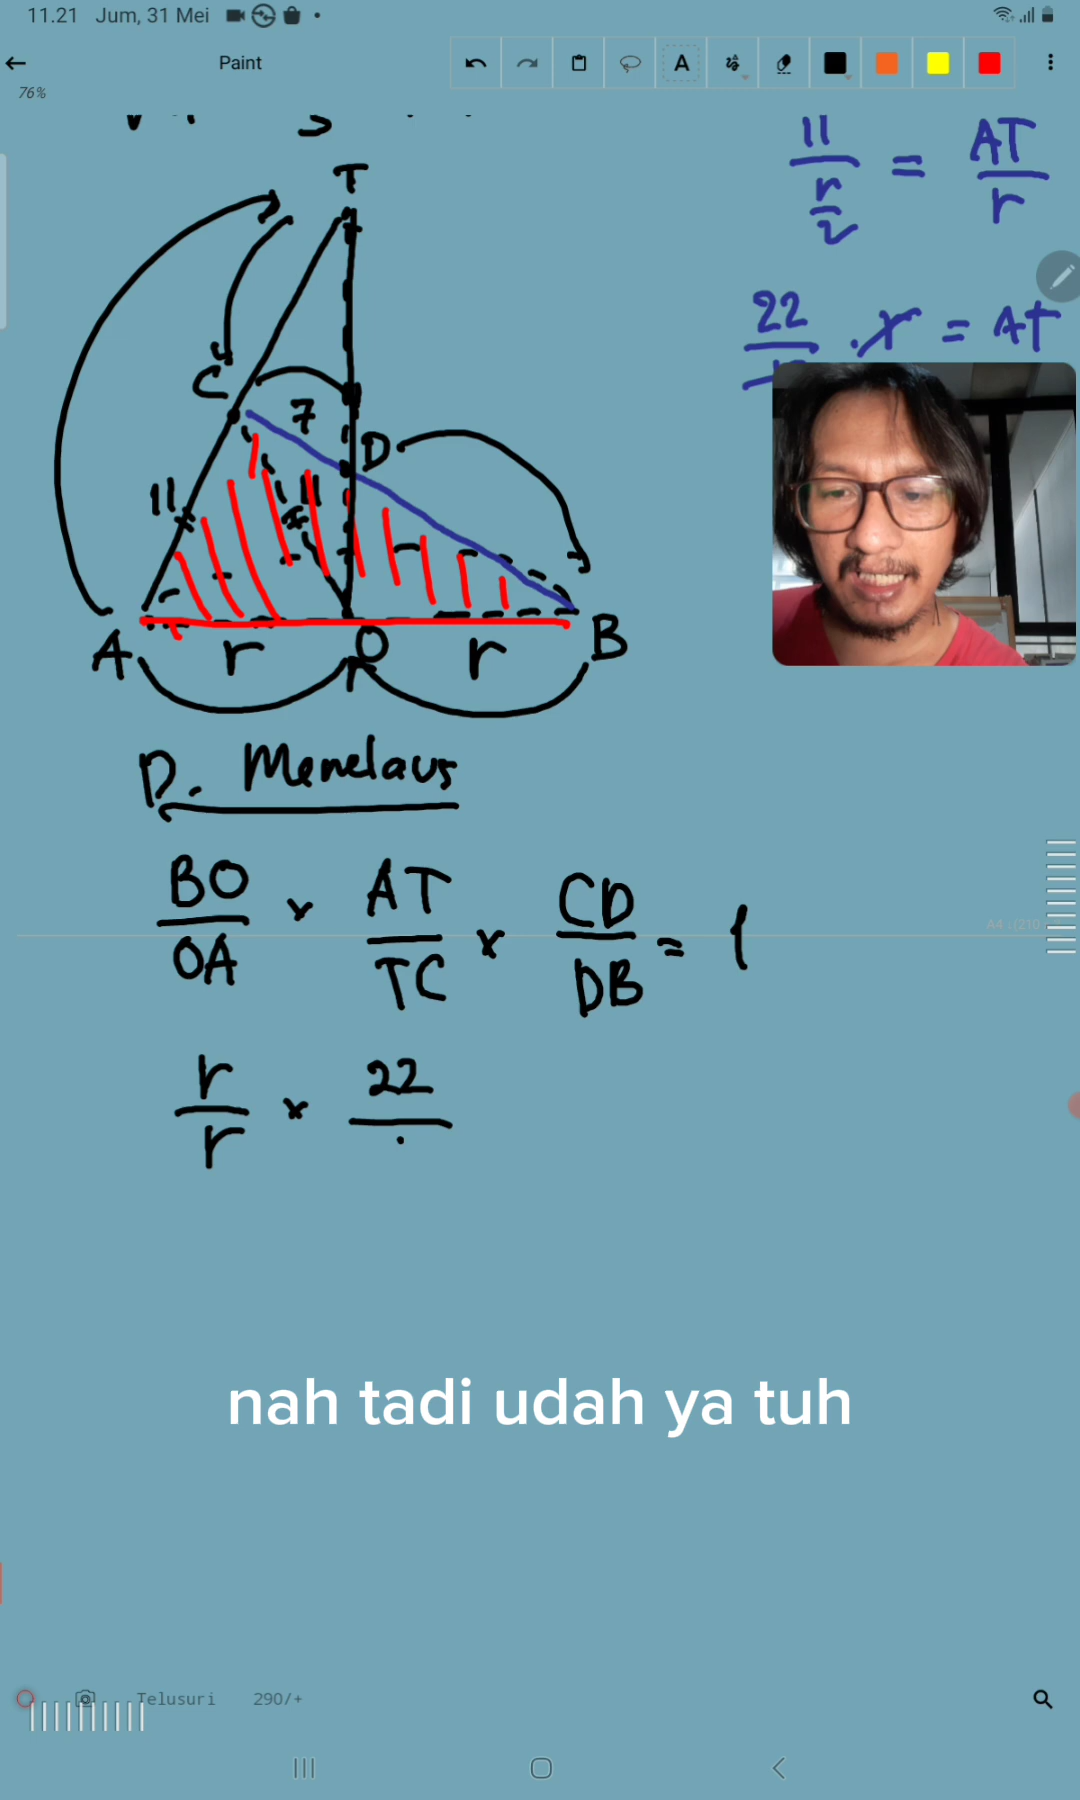 11.21 Jum, 31 Mei
Paint
A
76%
T
C
7
D
11
11
A
r
O
r
B
11/(r/2) = AT/r
22/ . r = AT
D. Menelaus
BO/OA × AT/TC × CD/DB = 1
r/r × 22/
nah tadi udah ya tuh
Telusuri 290/+